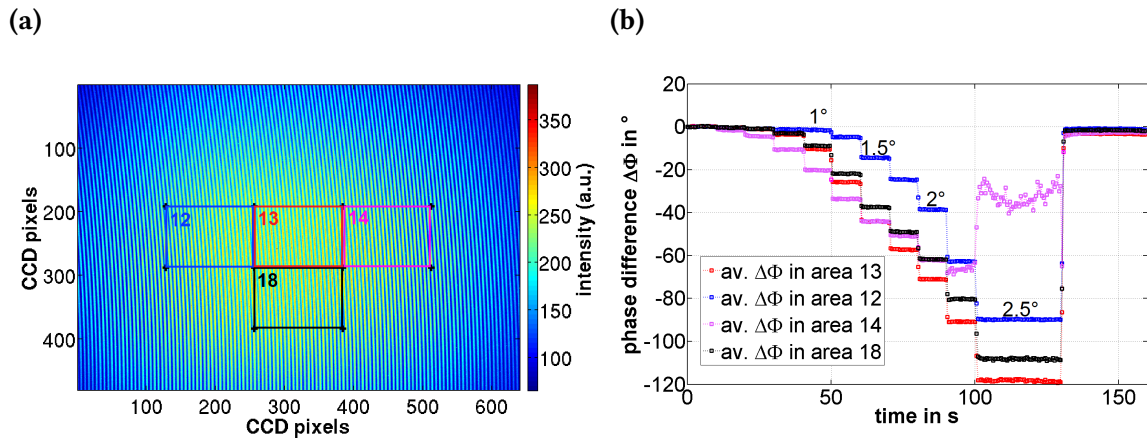 (a)
(b)
100
200
300
400
CCD pixels
100 200 300 400 500 600
CCD pixels
12
13
14
18
350
300
250
200
150
100
intensity (a.u.)
20
0
-20
-40
-60
-80
-100
-120
phase difference ΔΦ in °
0 50 100 150
time in s
1°
1.5°
2°
2.5°
av. ΔΦ in area 13
av. ΔΦ in area 12
av. ΔΦ in area 14
av. ΔΦ in area 18